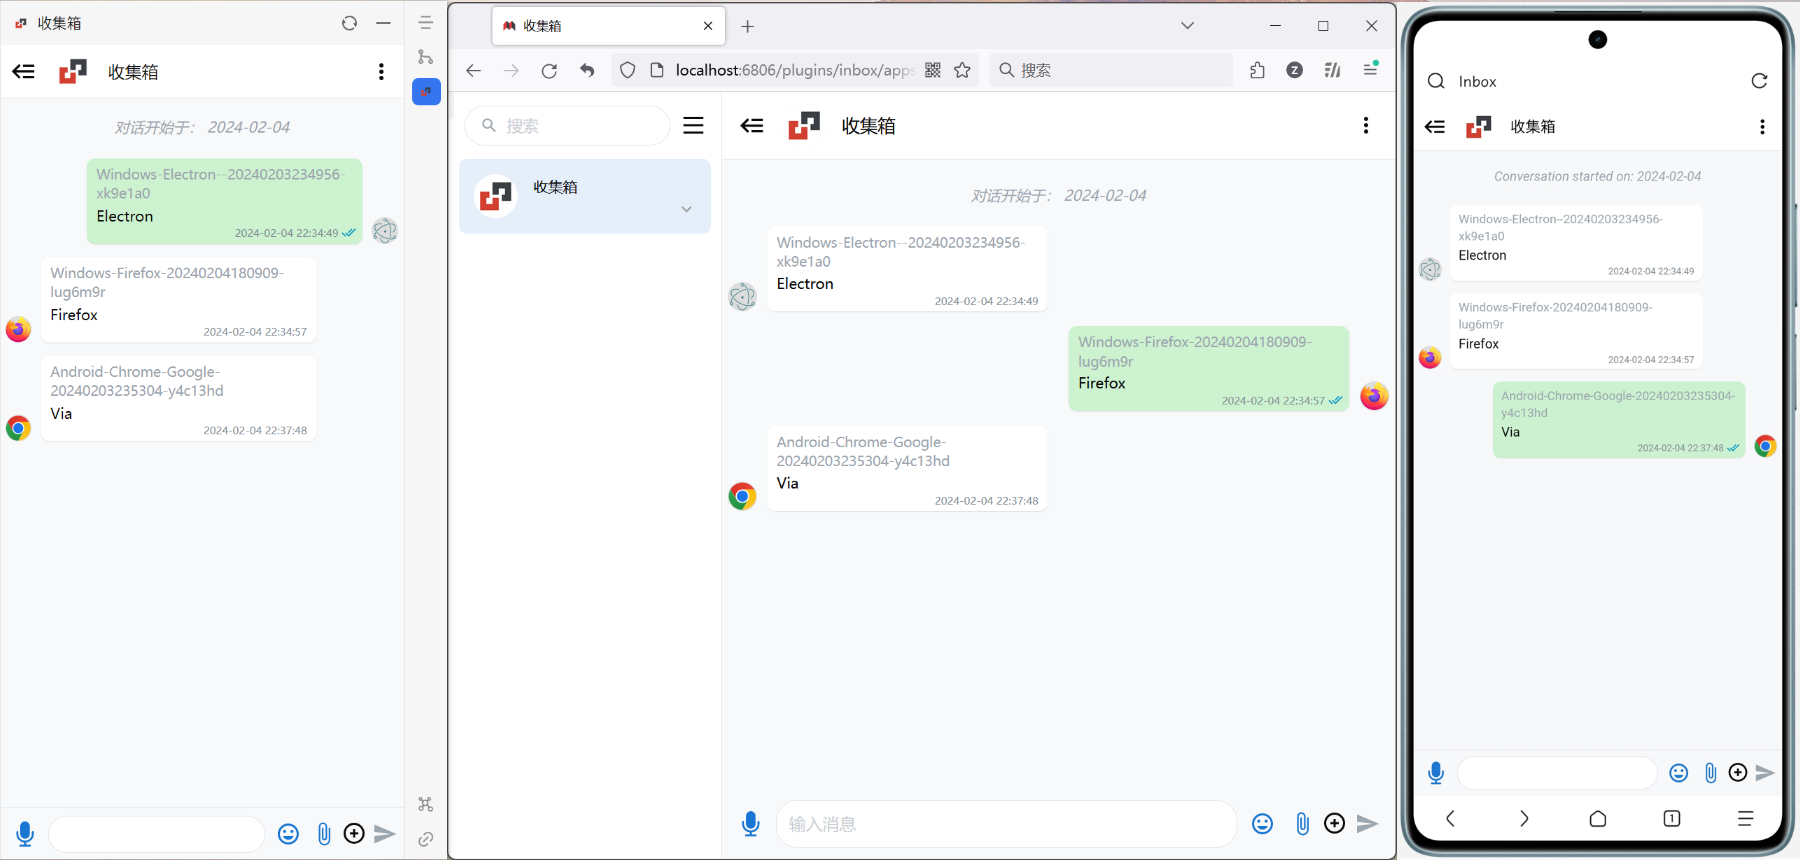 收集箱
收集箱
对话开始于： 2024-02-04
Windows-Electron--20240203234956-
xk9e1a0
Electron
2024-02-04 22:34:49
Windows-Firefox-20240204180909-
lug6m9r
Firefox
2024-02-04 22:34:57
Android-Chrome-Google-
20240203235304-y4c13hd
Via
2024-02-04 22:37:48
收集箱
localhost:6806/plugins/inbox/apps
搜索
Z
搜索
收集箱
收集箱
对话开始于： 2024-02-04
Windows-Electron--20240203234956-
xk9e1a0
Electron
2024-02-04 22:34:49
Windows-Firefox-20240204180909-
lug6m9r
Firefox
2024-02-04 22:34:57
Android-Chrome-Google-
20240203235304-y4c13hd
Via
2024-02-04 22:37:48
输入消息
Inbox
收集箱
Conversation started on: 2024-02-04
Windows-Electron--20240203234956-
xk9e1a0
Electron
2024-02-04 22:34:49
Windows-Firefox-20240204180909-
lug6m9r
Firefox
2024-02-04 22:34:57
Android-Chrome-Google-20240203235304-
y4c13hd
Via
2024-02-04 22:37:48
1